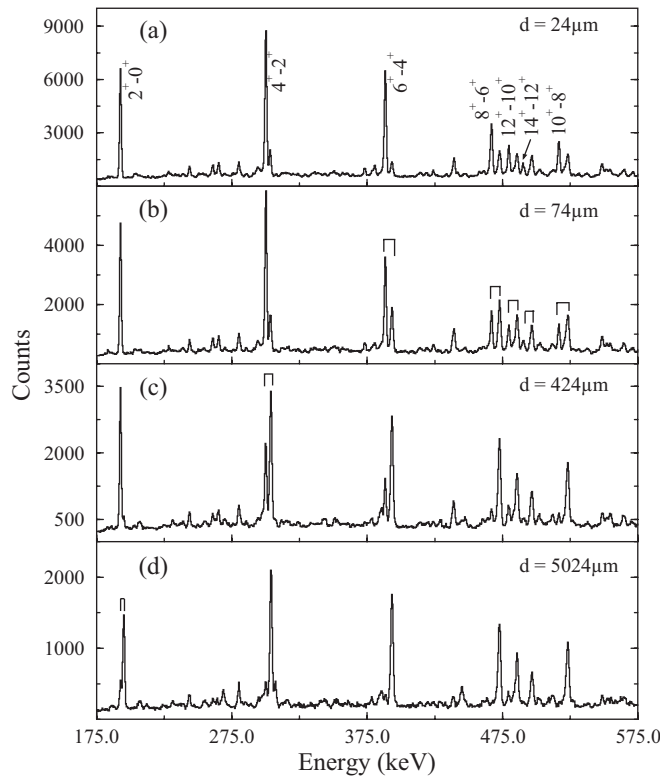 (a)
d = 24μm
9000
6000
3000
2⁺-0⁺
4⁺-2⁺
6⁺-4⁺
8⁺-6⁺
12⁺-10⁺
14⁺-12⁺
10⁺-8⁺
(b)
d = 74μm
4000
2000
(c)
d = 424μm
3500
2000
500
(d)
d = 5024μm
2000
1000
Counts
175.0 275.0 375.0 475.0 575.0
Energy (keV)